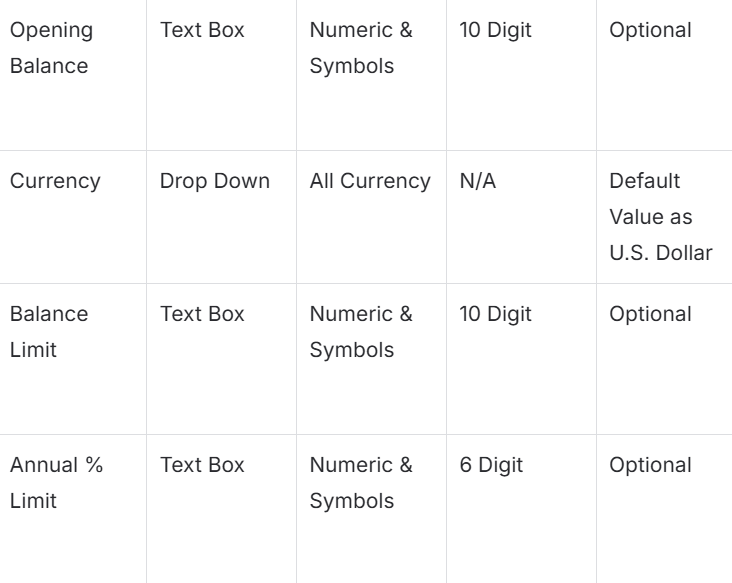 Opening Balance Text Box Numeric & Symbols 10 Digit Optional
Currency Drop Down All Currency N/A Default Value as U.S. Dollar
Balance Limit Text Box Numeric & Symbols 10 Digit Optional
Annual % Limit Text Box Numeric & Symbols 6 Digit Optional